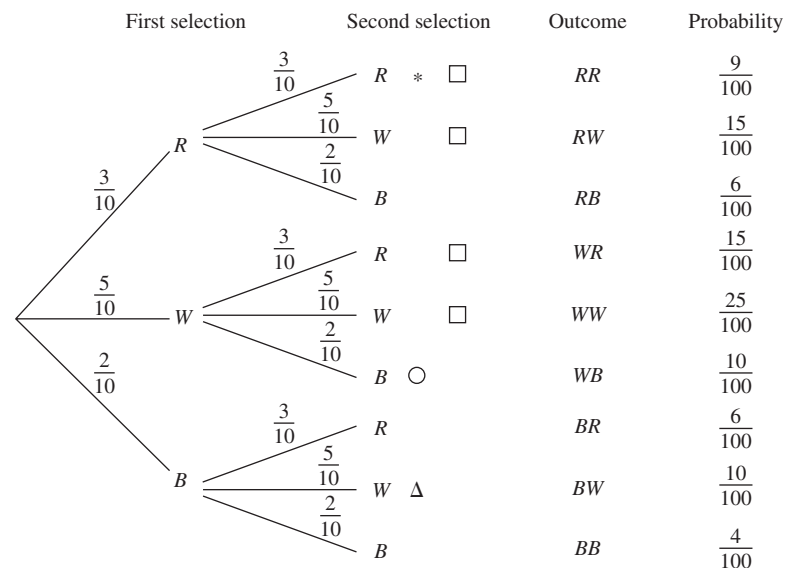 First selection Second selection Outcome Probability
3/10 R * □ RR 9/100
5/10 W □ RW 15/100
R
2/10 B RB 6/100
3/10
3/10 R □ WR 15/100
5/10 W 5/10 W □ WW 25/100
2/10 B ○ WB 10/100
2/10
3/10 R BR 6/100
B 5/10 W Δ BW 10/100
2/10 B BB 4/100